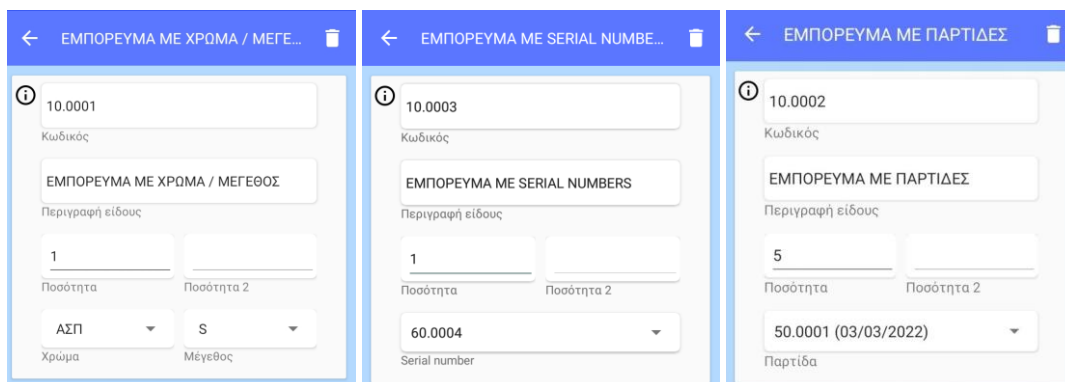 ΕΜΠΟΡΕΥΜΑ ΜΕ ΧΡΩΜΑ / ΜΕΓΕ...
10.0001
Κωδικός
ΕΜΠΟΡΕΥΜΑ ΜΕ ΧΡΩΜΑ / ΜΕΓΕΘΟΣ
Περιγραφή είδους
1
Ποσότητα Ποσότητα 2
ΑΣΠ S
Χρώμα Μέγεθος
ΕΜΠΟΡΕΥΜΑ ΜΕ SERIAL NUMBE...
10.0003
Κωδικός
ΕΜΠΟΡΕΥΜΑ ΜΕ SERIAL NUMBERS
Περιγραφή είδους
1
Ποσότητα Ποσότητα 2
60.0004
Serial number
ΕΜΠΟΡΕΥΜΑ ΜΕ ΠΑΡΤΙΔΕΣ
10.0002
Κωδικός
ΕΜΠΟΡΕΥΜΑ ΜΕ ΠΑΡΤΙΔΕΣ
Περιγραφή είδους
5
Ποσότητα Ποσότητα 2
50.0001 (03/03/2022)
Παρτίδα